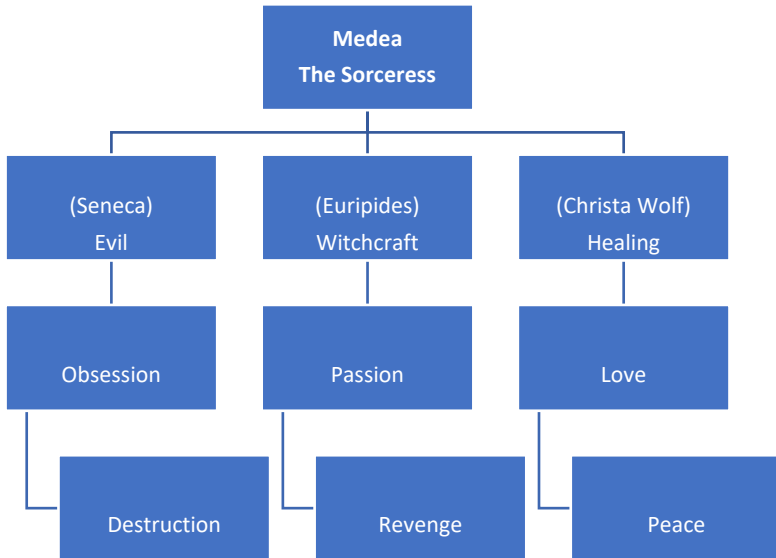 Medea
The Sorceress
(Seneca)
Evil
(Euripides)
Witchcraft
(Christa Wolf)
Healing
Obsession
Passion
Love
Destruction
Revenge
Peace